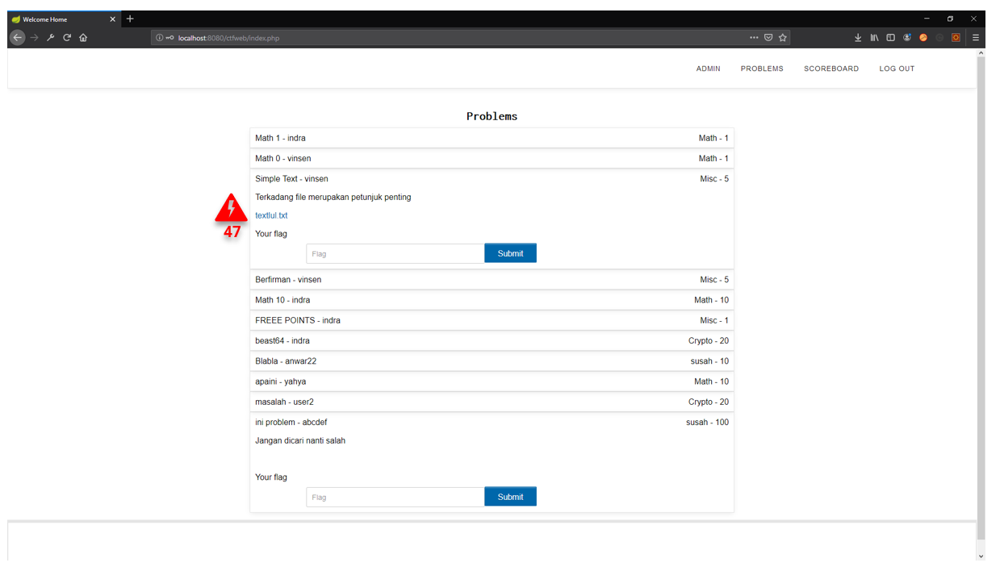 Welcome Home
localhost:8080/ctfweb/index.php
ADMIN PROBLEMS SCOREBOARD LOG OUT
Problems
Math 1 - indra Math - 1
Math 0 - vinsen Math - 1
Simple Text - vinsen Misc - 5
Terkadang file merupakan petunjuk penting
textlul.txt
47
Your flag
Flag Submit
Berfirman - vinsen Misc - 5
Math 10 - indra Math - 10
FREEE POINTS - indra Misc - 1
beast64 - indra Crypto - 20
Blabla - anwar22 susah - 10
apaini - yahya Math - 10
masalah - user2 Crypto - 20
ini problem - abcdef susah - 100
Jangan dicari nanti salah
Your flag
Flag Submit